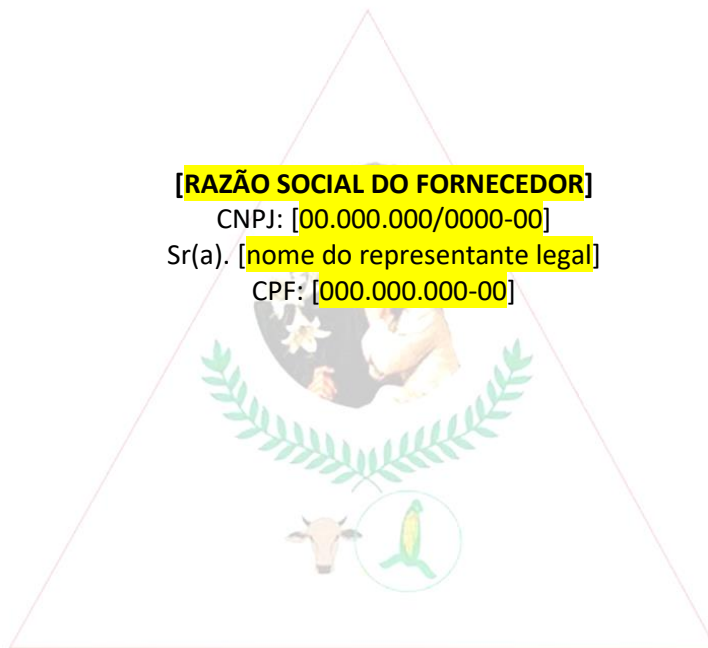 [RAZÃO SOCIAL DO FORNECEDOR]
CNPJ: [00.000.000/0000-00]
Sr(a). [nome do representante legal]
CPF: [000.000.000-00]